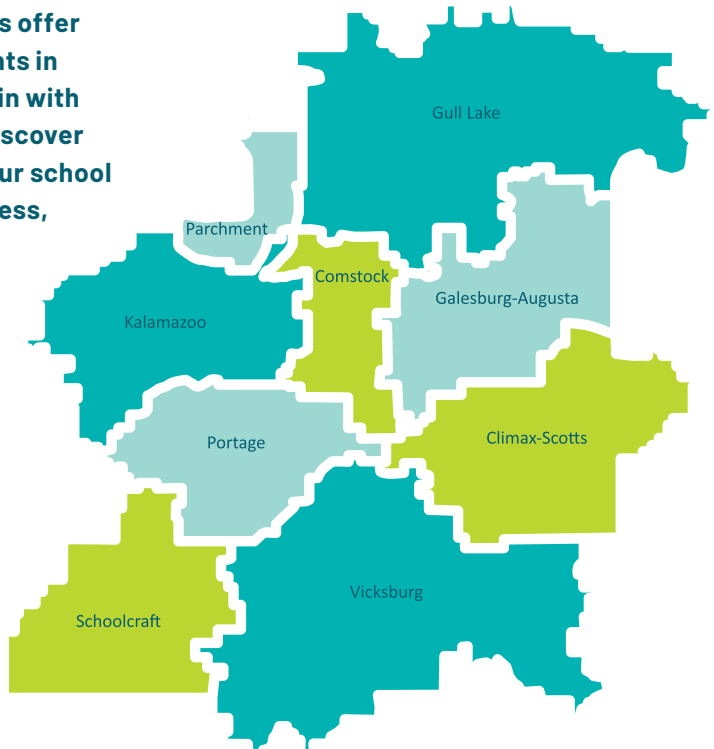 s offer
nts in
in with
scover
ur school
ess,
Gull Lake
Parchment
Comstock
Galesburg-Augusta
Kalamazoo
Portage
Climax-Scotts
Vicksburg
Schoolcraft